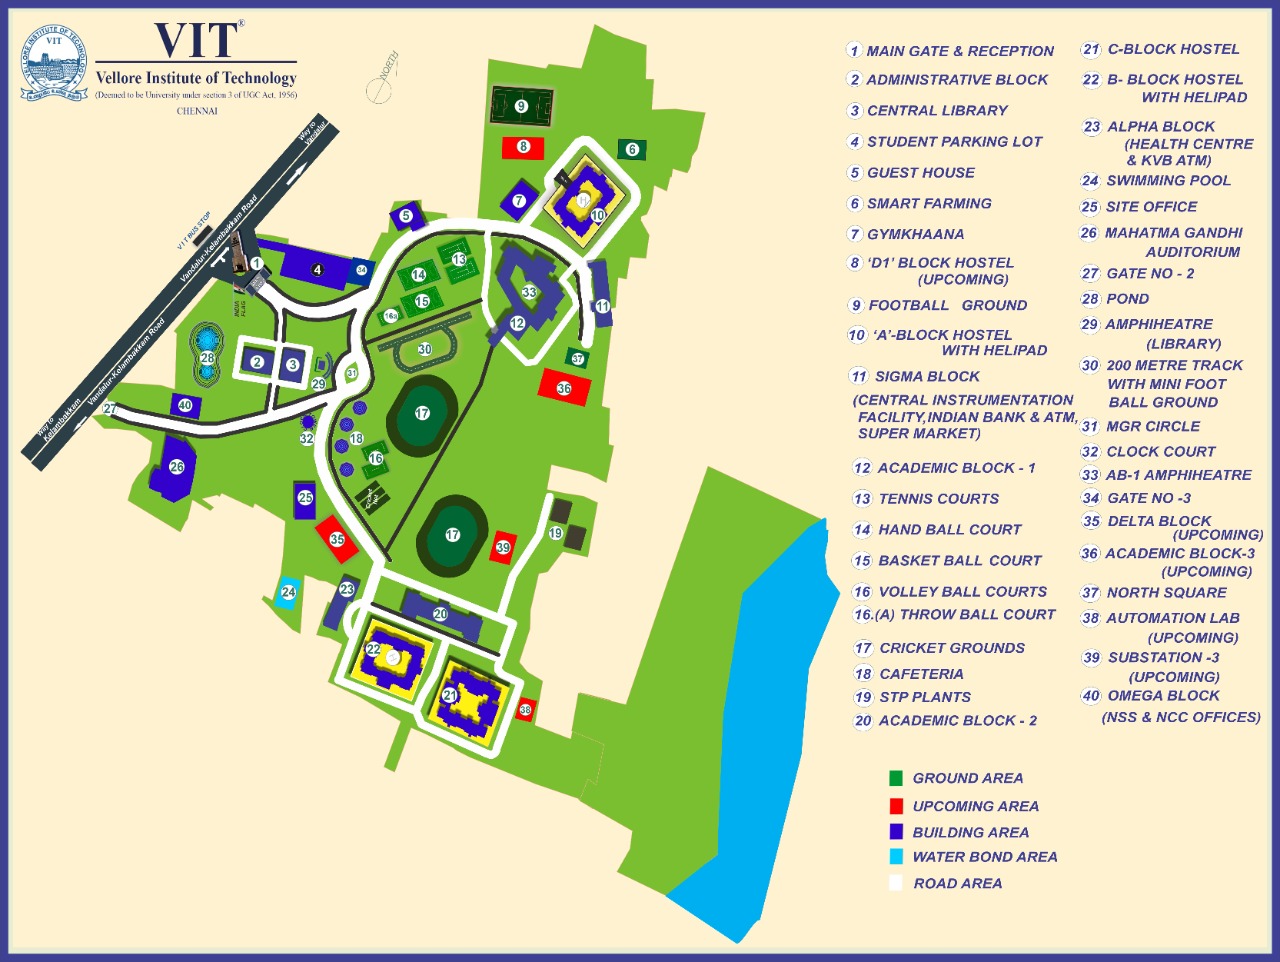 VIT®
Vellore Institute of Technology
(Deemed to be University under section 3 of UGC Act, 1956)
CHENNAI
VELLORE INSTITUTE OF TECHNOLOGY
VIT
NORTH
Way to
Vandalur
Vandalur-Kelambakkam Road
VIT BUS STOP
Vandalur-Kelambakkam Road
Way to
Kelambakkam
INDIA
FLAG
9
8
6
7
H
10
5
1
4
34
14
13
15
16a
33
12
11
30
37
36
28
2
3
29
31
40
27
17
32
18
16
26
25
35
17
39
19
24
23
20
22
21
38
1 MAIN GATE & RECEPTION
2 ADMINISTRATIVE BLOCK
3 CENTRAL LIBRARY
4 STUDENT PARKING LOT
5 GUEST HOUSE
6 SMART FARMING
7 GYMKHAANA
8 ‘D1’ BLOCK HOSTEL
(UPCOMING)
9 FOOTBALL GROUND
10 ‘A’-BLOCK HOSTEL
WITH HELIPAD
11 SIGMA BLOCK
(CENTRAL INSTRUMENTATION
FACILITY,INDIAN BANK & ATM,
SUPER MARKET)
12 ACADEMIC BLOCK - 1
13 TENNIS COURTS
14 HAND BALL COURT
15 BASKET BALL COURT
16 VOLLEY BALL COURTS
16.(A) THROW BALL COURT
17 CRICKET GROUNDS
18 CAFETERIA
19 STP PLANTS
20 ACADEMIC BLOCK - 2
21 C-BLOCK HOSTEL
22 B- BLOCK HOSTEL
WITH HELIPAD
23 ALPHA BLOCK
(HEALTH CENTRE
& KVB ATM)
24 SWIMMING POOL
25 SITE OFFICE
26 MAHATMA GANDHI
AUDITORIUM
27 GATE NO - 2
28 POND
29 AMPHIHEATRE
(LIBRARY)
30 200 METRE TRACK
WITH MINI FOOT
BALL GROUND
31 MGR CIRCLE
32 CLOCK COURT
33 AB-1 AMPHIHEATRE
34 GATE NO -3
35 DELTA BLOCK
(UPCOMING)
36 ACADEMIC BLOCK-3
(UPCOMING)
37 NORTH SQUARE
38 AUTOMATION LAB
(UPCOMING)
39 SUBSTATION -3
(UPCOMING)
40 OMEGA BLOCK
(NSS & NCC OFFICES)
GROUND AREA
UPCOMING AREA
BUILDING AREA
WATER BOND AREA
ROAD AREA